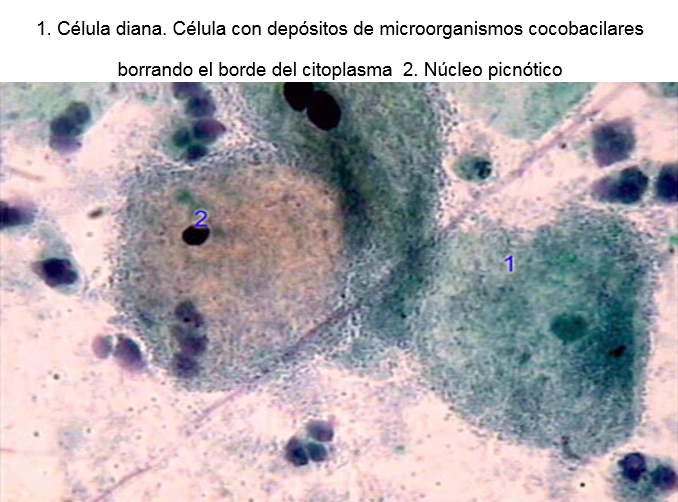 1. Célula diana. Célula con depósitos de microorganismos cocobacilares
borrando el borde del citoplasma 2. Núcleo picnótico
2
1